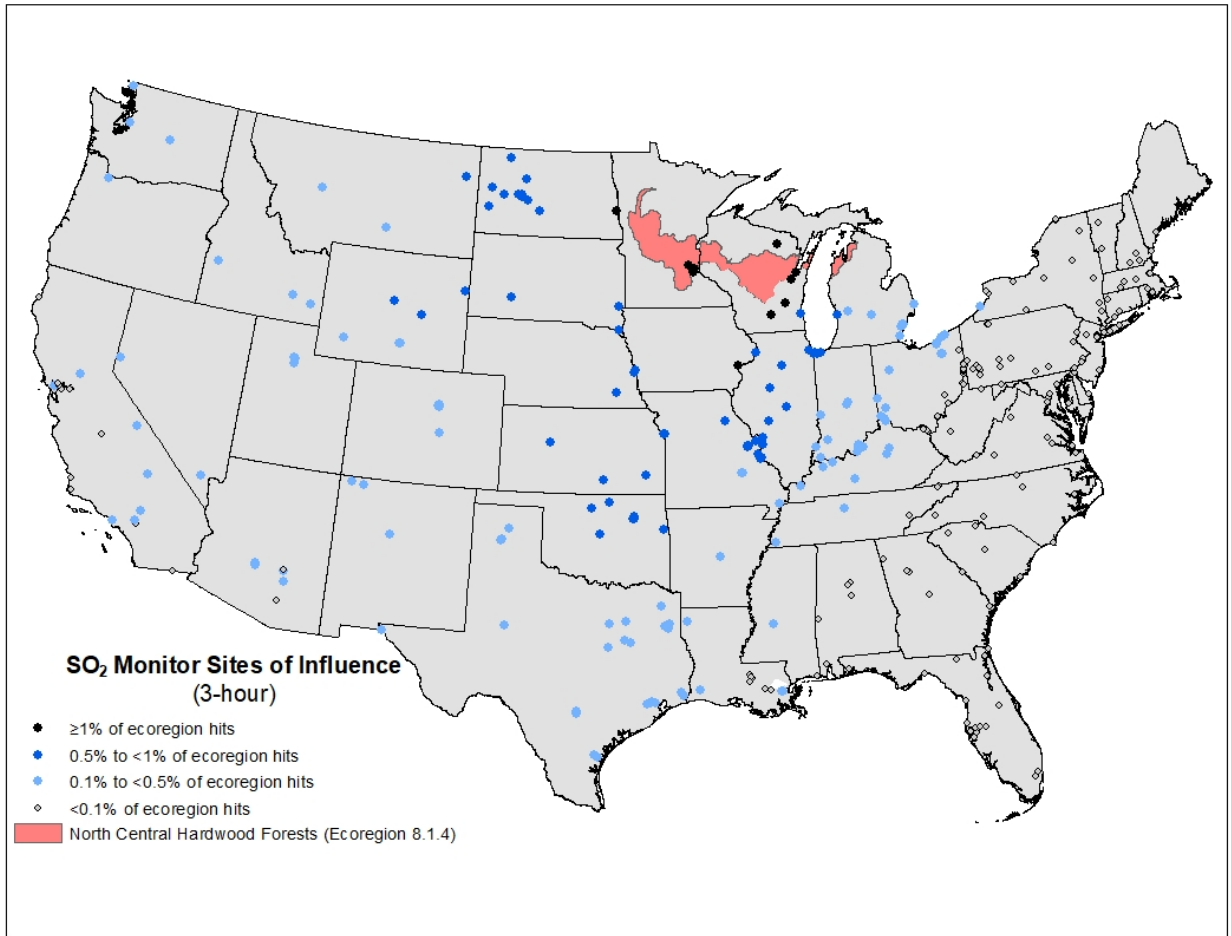 SO₂ Monitor Sites of Influence
(3-hour)
≥1% of ecoregion hits
0.5% to <1% of ecoregion hits
0.1% to <0.5% of ecoregion hits
<0.1% of ecoregion hits
North Central Hardwood Forests (Ecoregion 8.1.4)